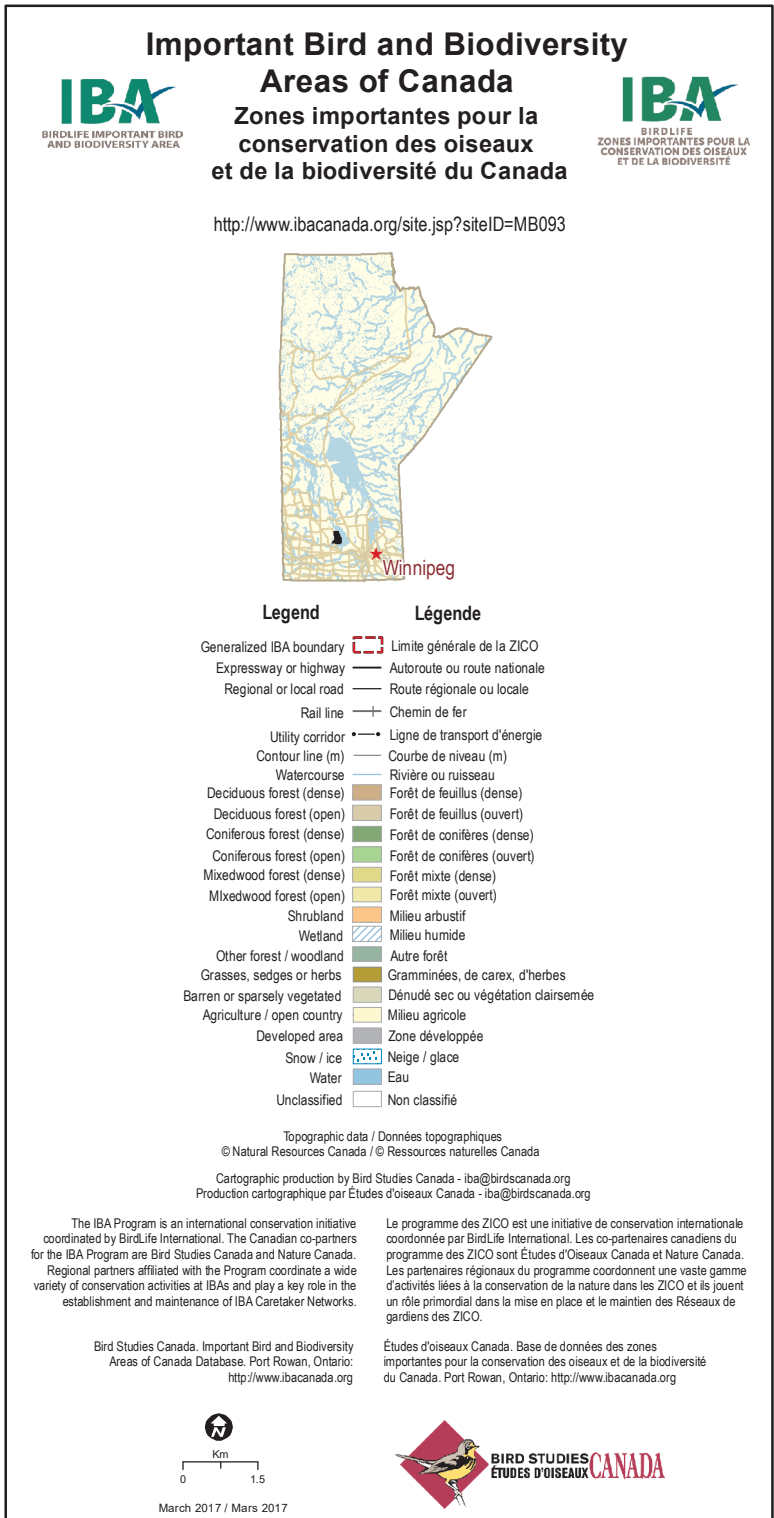 Important Bird and Biodiversity
Areas of Canada
Zones importantes pour la
conservation des oiseaux
et de la biodiversité du Canada
IBA
BIRDLIFE IMPORTANT BIRD
AND BIODIVERSITY AREA
IBA
BIRDLIFE
ZONES IMPORTANTES POUR LA
CONSERVATION DES OISEAUX
ET DE LA BIODIVERSITÉ
http://www.ibacanada.org/site.jsp?siteID=MB093
Winnipeg
Legend Légende
Generalized IBA boundary Limite générale de la ZICO
Expressway or highway Autoroute ou route nationale
Regional or local road Route régionale ou locale
Rail line Chemin de fer
Utility corridor Ligne de transport d'énergie
Contour line (m) Courbe de niveau (m)
Watercourse Rivière ou ruisseau
Deciduous forest (dense) Forêt de feuillus (dense)
Deciduous forest (open) Forêt de feuillus (ouvert)
Coniferous forest (dense) Forêt de conifères (dense)
Coniferous forest (open) Forêt de conifères (ouvert)
Mixedwood forest (dense) Forêt mixte (dense)
MIxedwood forest (open) Forêt mixte (ouvert)
Shrubland Milieu arbustif
Wetland Milieu humide
Other forest / woodland Autre forêt
Grasses, sedges or herbs Gramminées, de carex, d'herbes
Barren or sparsely vegetated Dénudé sec ou végétation clairsemée
Agriculture / open country Milieu agricole
Developed area Zone développée
Snow / ice Neige / glace
Water Eau
Unclassified Non classifié
Topographic data / Données topographiques
© Natural Resources Canada / © Ressources naturelles Canada
Cartographic production by Bird Studies Canada - iba@birdscanada.org
Production cartographique par Études d'oiseaux Canada - iba@birdscanada.org
The IBA Program is an international conservation initiative
coordinated by BirdLife International. The Canadian co-partners
for the IBA Program are Bird Studies Canada and Nature Canada.
Regional partners affiliated with the Program coordinate a wide
variety of conservation activities at IBAs and play a key role in the
establishment and maintenance of IBA Caretaker Networks.
Le programme des ZICO est une initiative de conservation internationale
coordonnée par BirdLife International. Les co-partenaires canadiens du
programme des ZICO sont Études d'Oiseaux Canada et Nature Canada.
Les partenaires régionaux du programme coordonnent une vaste gamme
d'activités liées à la conservation de la nature dans les ZICO et ils jouent
un rôle primordial dans la mise en place et le maintien des Réseaux de
gardiens des ZICO.
Bird Studies Canada. Important Bird and Biodiversity
Areas of Canada Database. Port Rowan, Ontario:
http://www.ibacanada.org
Études d'oiseaux Canada. Base de données des zones
importantes pour la conservation des oiseaux et de la biodiversité
du Canada. Port Rowan, Ontario: http://www.ibacanada.org
N
Km
0 1.5
March 2017 / Mars 2017
BIRD STUDIES
ÉTUDES D'OISEAUX CANADA